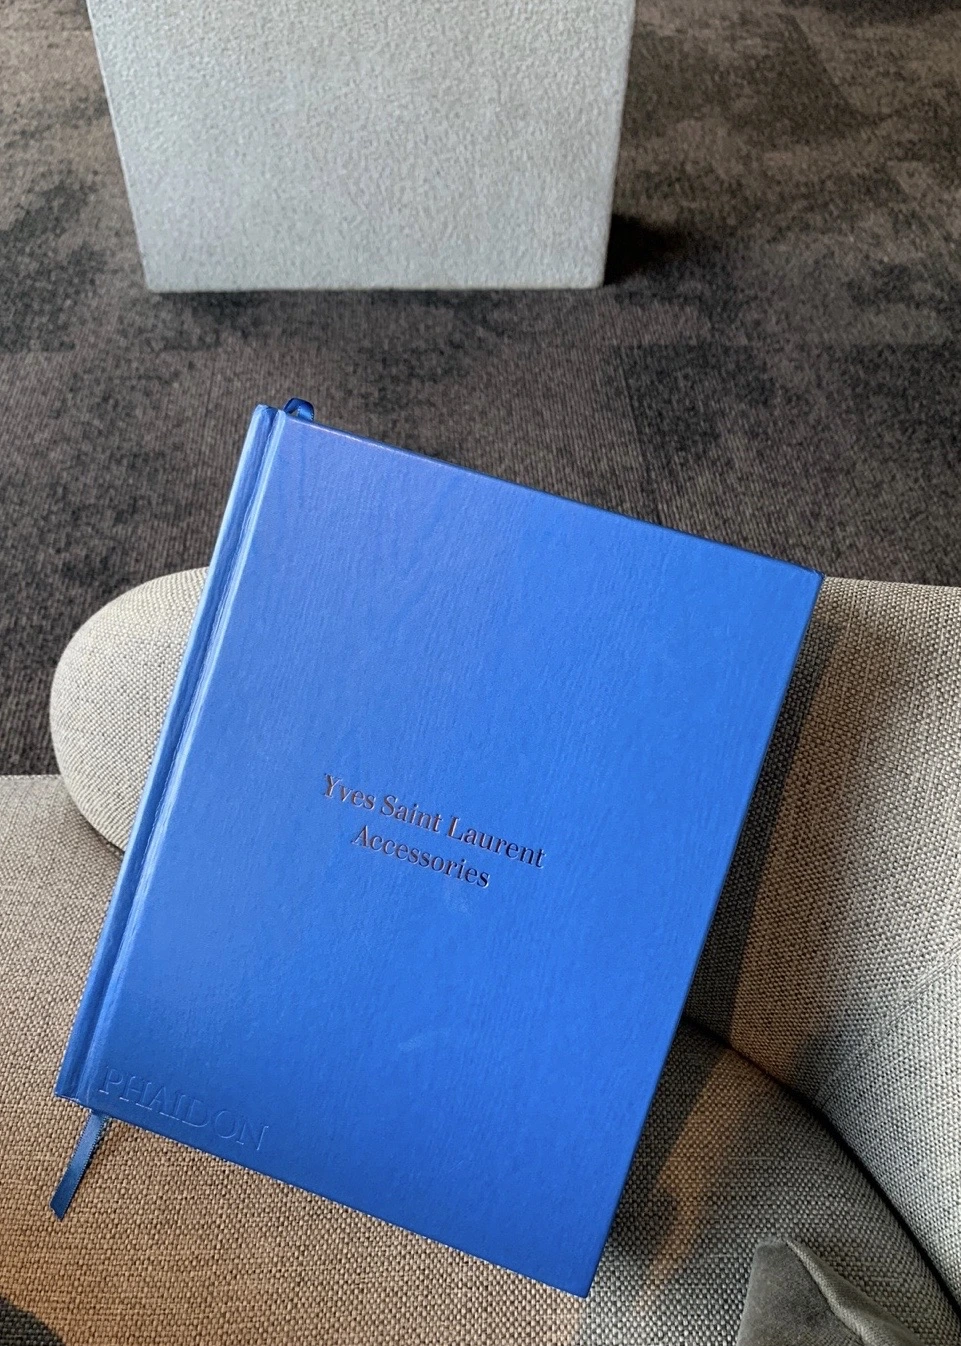 Yves Saint Laurent
Accessories
PHAIDON